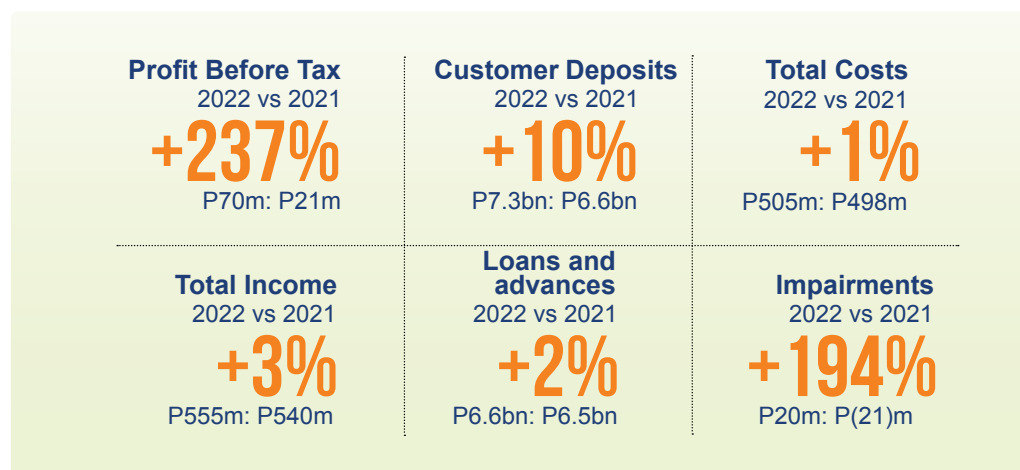 Profit Before Tax
2022 vs 2021
+237%
P70m: P21m
Customer Deposits
2022 vs 2021
+10%
P7.3bn: P6.6bn
Total Costs
2022 vs 2021
+1%
P505m: P498m
Total Income
2022 vs 2021
+3%
P555m: P540m
Loans and
advances
2022 vs 2021
+2%
P6.6bn: P6.5bn
Impairments
2022 vs 2021
+194%
P20m: P(21)m